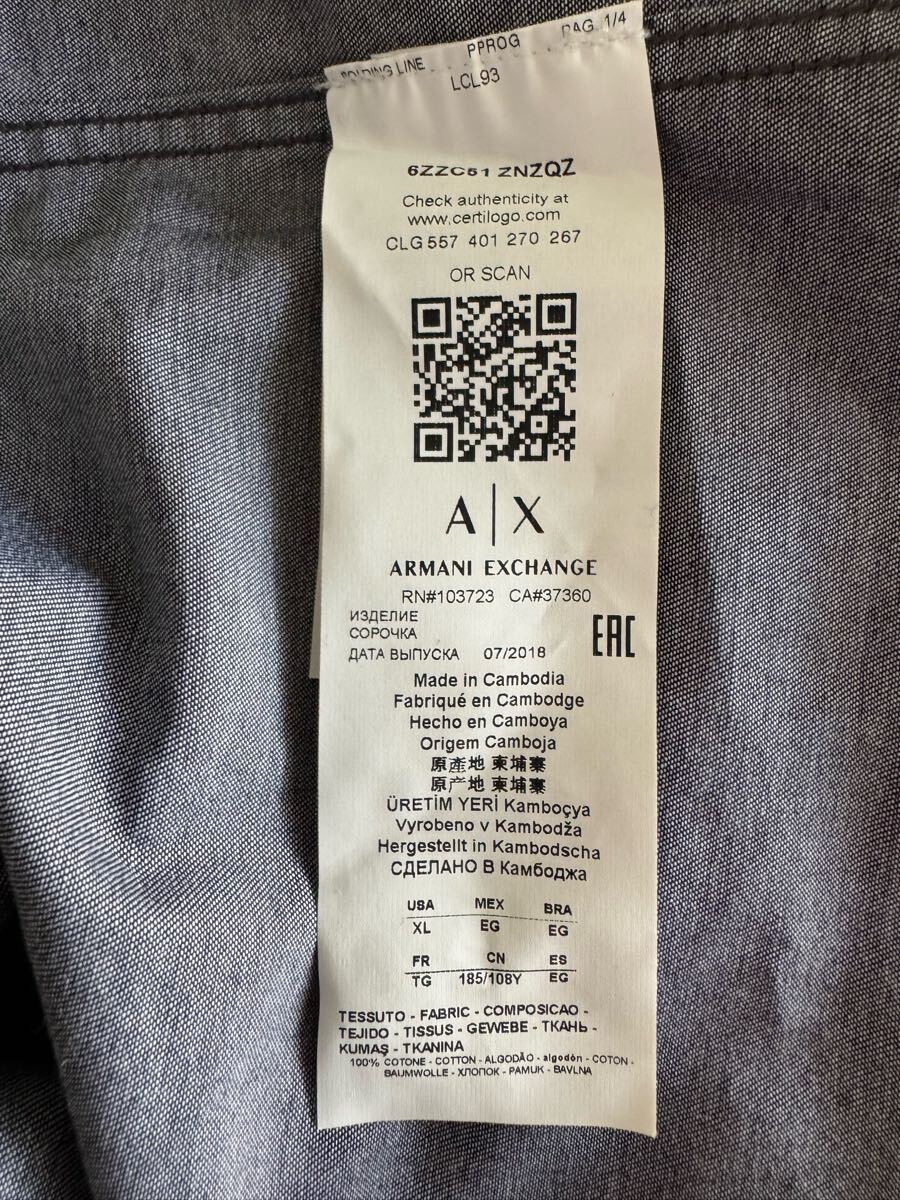 FOLDING LINE PPROG PAG. 1/4
LCL93
6ZZC51 ZNZQZ
Check authenticity at
www.certilogo.com
CLG 557 401 270 267
OR SCAN
A|X
ARMANI EXCHANGE
RN#103723 CA#37360
ИЗДЕЛИЕ
СОРОЧКА
ДАТА ВЫПУСКА 07/2018
EAC
Made in Cambodia
Fabriqué en Cambodge
Hecho en Camboya
Origem Camboja
原產地 柬埔寨
原产地 柬埔寨
ÜRETİM YERİ Kamboçya
Vyrobeno v Kambodža
Hergestellt in Kambodscha
СДЕЛАНО В Камбоджа
USA MEX BRA
XL EG EG
FR CN ES
TG 185/108Y EG
TESSUTO - FABRIC - COMPOSICAO -
TEJIDO - TISSUS - GEWEBE - ТКАНЬ -
KUMAŞ - TKANINA
100% COTONE - COTTON - ALGODÃO - algodón - COTON -
BAUMWOLLE - ХЛОПОК - PAMUK - BAVLNA